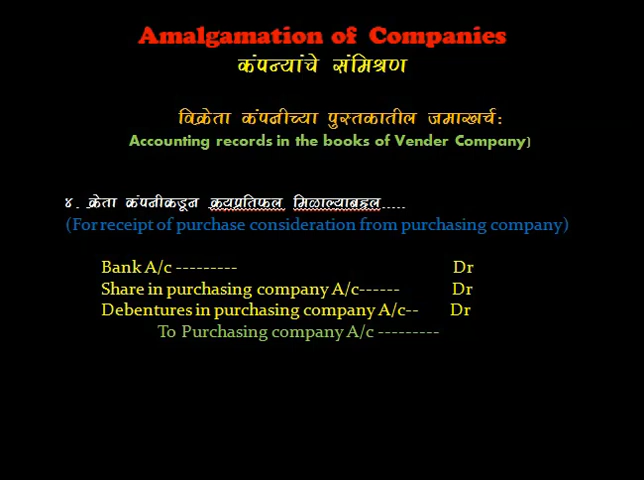 Amalgamation of Companies
कंपन्यांचे संमिश्रण
विक्रेता कंपनीच्या पुस्तकातील जमाखर्च:
Accounting records in the books of Vender Company)
४. क्रेता कंपनीकडून क्रयप्रतिफल मिळाल्याबद्दल.....
(For receipt of purchase consideration from purchasing company)
Bank A/c --------- Dr
Share in purchasing company A/c------ Dr
Debentures in purchasing company A/c-- Dr
To Purchasing company A/c ---------